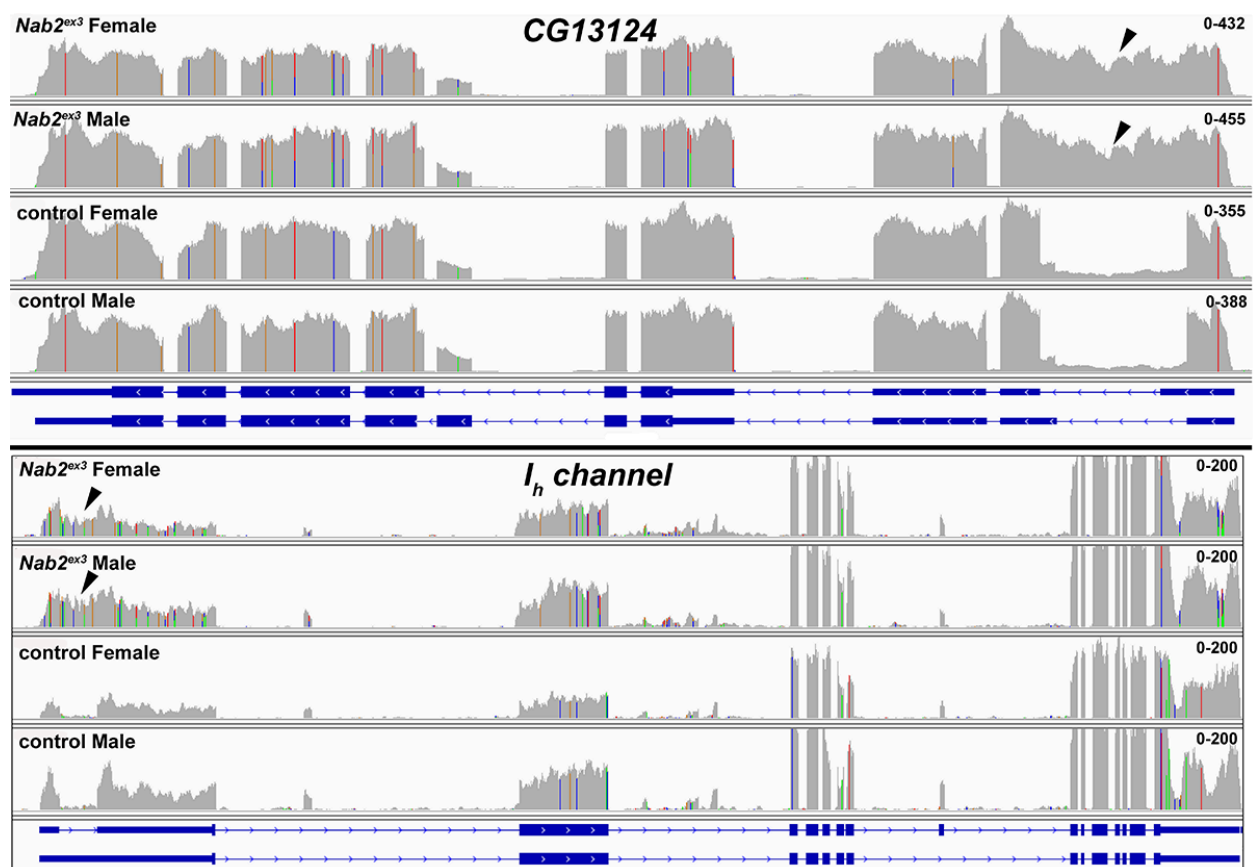 Nab2ex3 Female CG13124 0-432
Nab2ex3 Male 0-455
control Female 0-355
control Male 0-388
Nab2ex3 Female Ih channel 0-200
Nab2ex3 Male 0-200
control Female 0-200
control Male 0-200